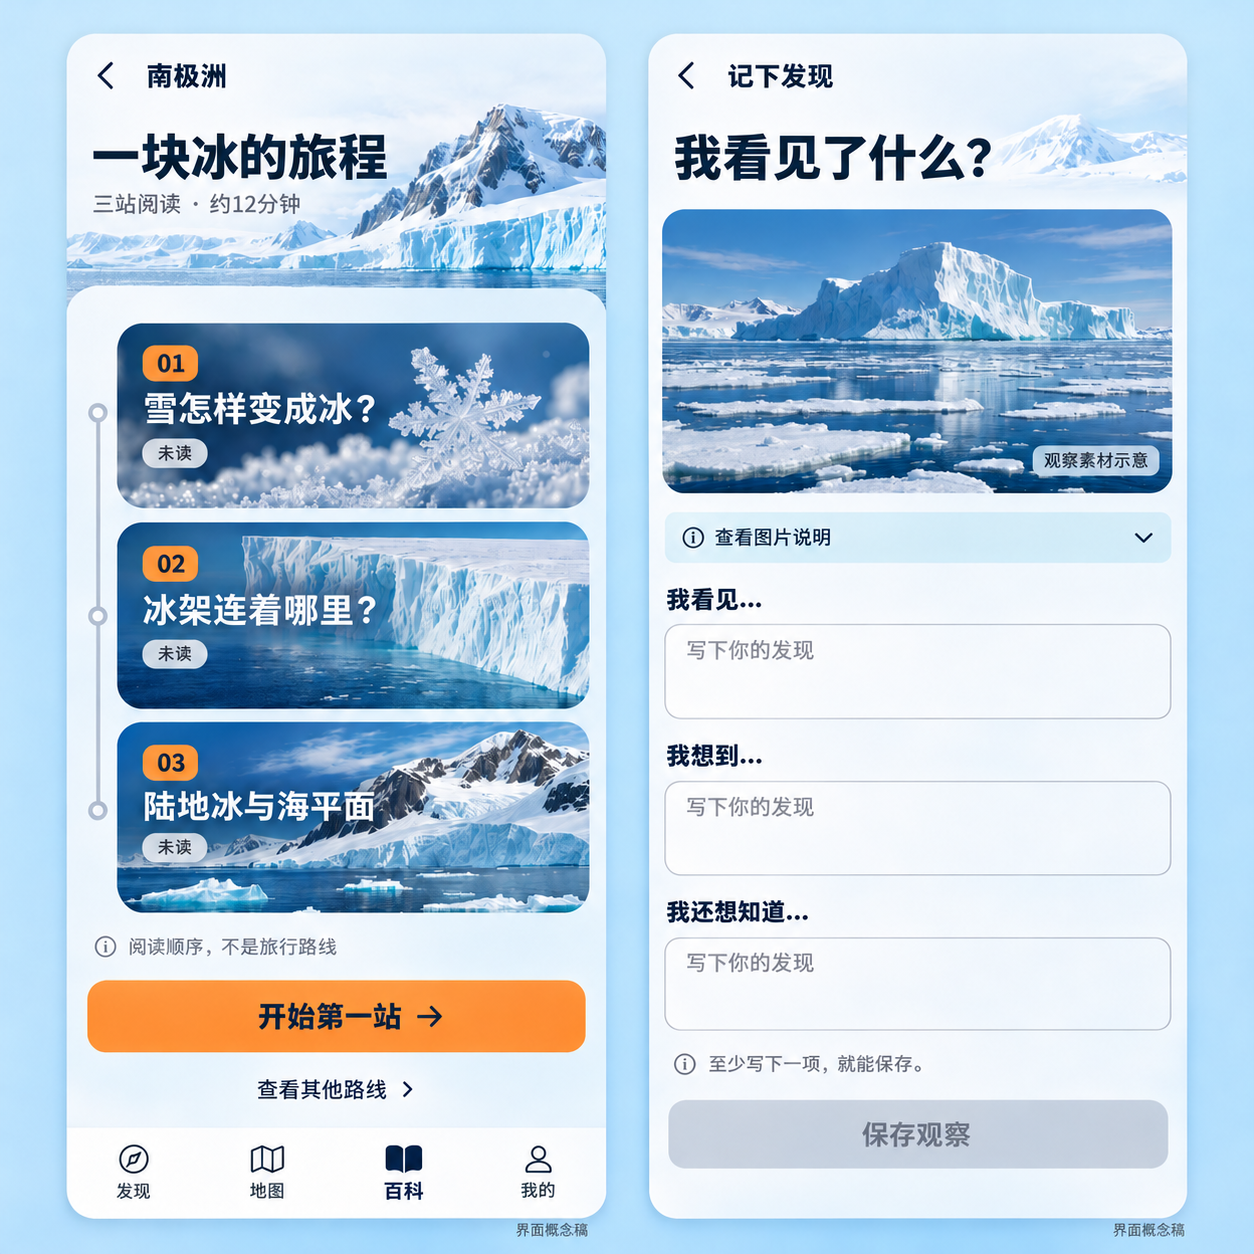 南极洲
一块冰的旅程
三站阅读 · 约12分钟
01
雪怎样变成冰？
未读
02
冰架连着哪里？
未读
03
陆地冰与海平面
未读
阅读顺序，不是旅行路线
开始第一站 →
查看其他路线 >
发现
地图
百科
我的
界面概念稿
记下发现
我看见了什么？
观察素材示意
查看图片说明
我看见...
写下你的发现
我想到...
写下你的发现
我还想知道...
写下你的发现
至少写下一项，就能保存。
保存观察
界面概念稿